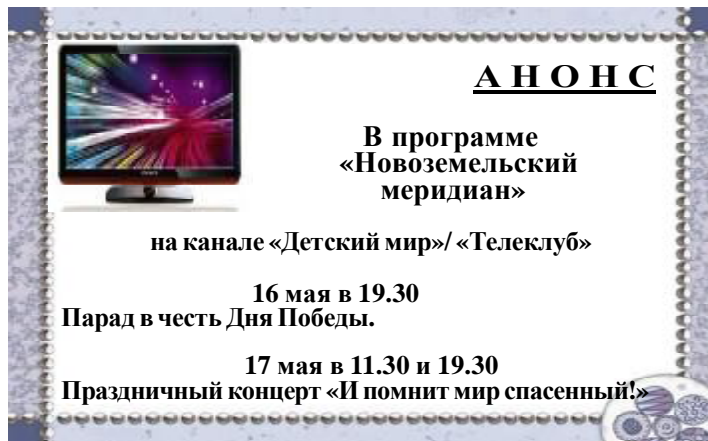 А Н О Н С
В программе
«Новоземельский
меридиан»
на канале «Детский мир»/ «Телеклуб»
16 мая в 19.30
Парад в честь Дня Победы.
17 мая в 11.30 и 19.30
Праздничный концерт «И помнит мир спасенный!»